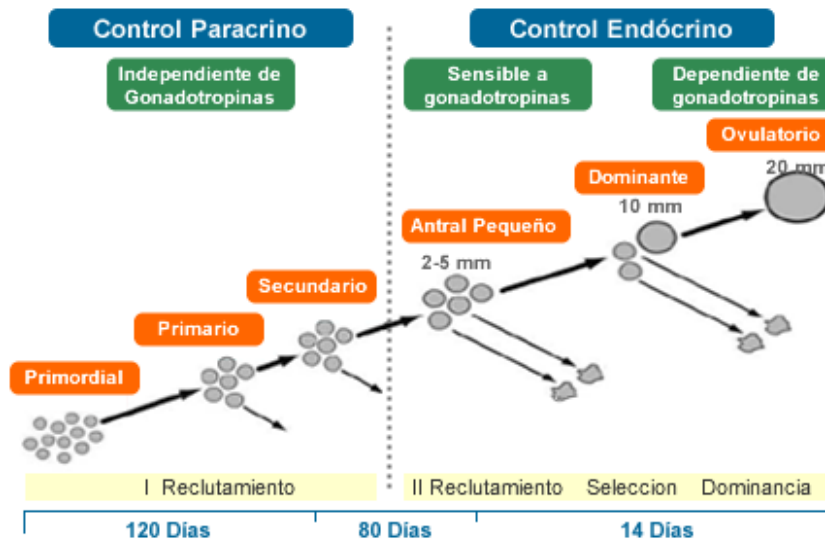 Control Paracrino
Control Endócrino
Independiente de
Gonadotropinas
Sensible a
gonadotropinas
Dependiente de
gonadotropinas
Ovulatorio
20 mm
Dominante
10 mm
Antral Pequeño
2-5 mm
Secundario
Primario
Primordial
I Reclutamiento
II Reclutamiento
Seleccion
Dominancia
120 Días
80 Días
14 Días